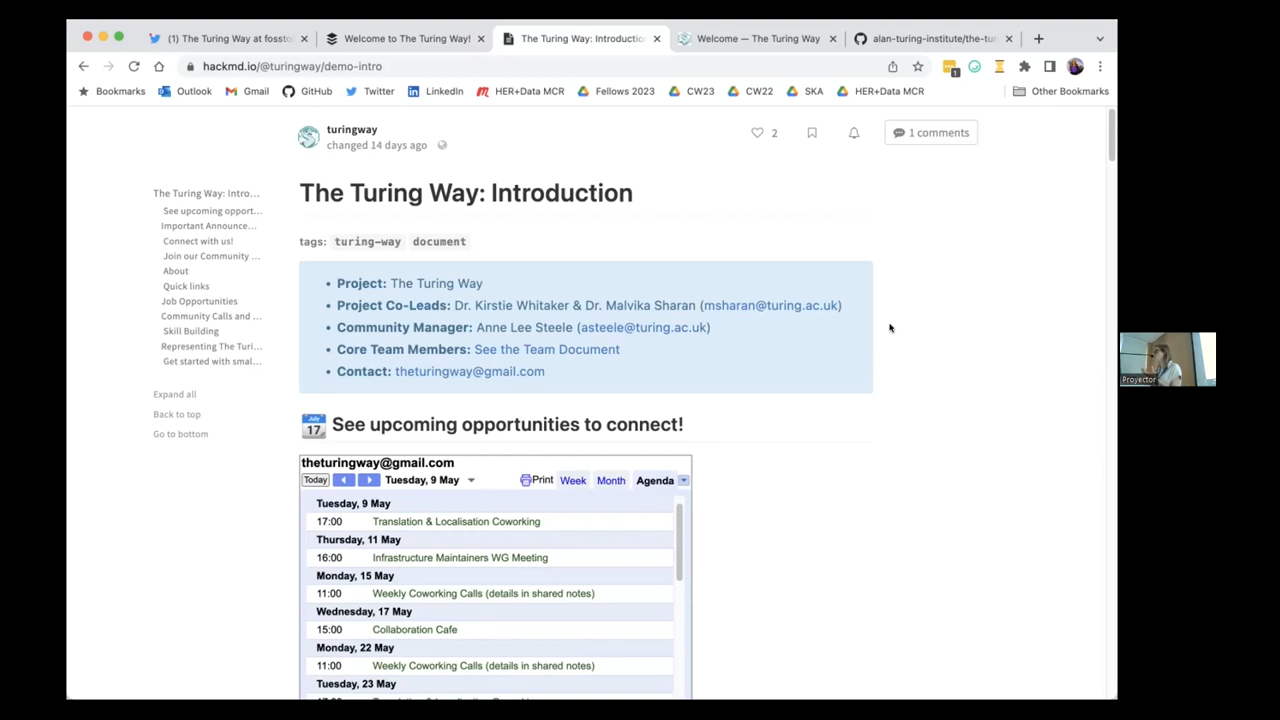 (1) The Turing Way at fossto
Welcome to The Turing Way!
The Turing Way: Introductio
Welcome — The Turing Way
alan-turing-institute/the-tur
hackmd.io/@turingway/demo-intro
1
Bookmarks
Outlook
Gmail
GitHub
Twitter
LinkedIn
HER+Data MCR
Fellows 2023
CW23
CW22
SKA
HER+Data MCR
Other Bookmarks
turingway
changed 14 days ago
2
1 comments
The Turing Way: Intro…
See upcoming opport…
Important Announce…
Connect with us!
Join our Community …
About
Quick links
Job Opportunities
Community Calls and …
Skill Building
Representing The Turi…
Get started with smal…
Expand all
Back to top
Go to bottom
The Turing Way: Introduction
tags: turing-way document
• Project: The Turing Way
• Project Co-Leads: Dr. Kirstie Whitaker & Dr. Malvika Sharan (msharan@turing.ac.uk)
• Community Manager: Anne Lee Steele (asteele@turing.ac.uk)
• Core Team Members: See the Team Document
• Contact: theturingway@gmail.com
July 17 See upcoming opportunities to connect!
theturingway@gmail.com
Today Tuesday, 9 May Print Week Month Agenda
Tuesday, 9 May
17:00 Translation & Localisation Coworking
Thursday, 11 May
16:00 Infrastructure Maintainers WG Meeting
Monday, 15 May
11:00 Weekly Coworking Calls (details in shared notes)
Wednesday, 17 May
15:00 Collaboration Cafe
Monday, 22 May
11:00 Weekly Coworking Calls (details in shared notes)
Tuesday, 23 May
Proyector